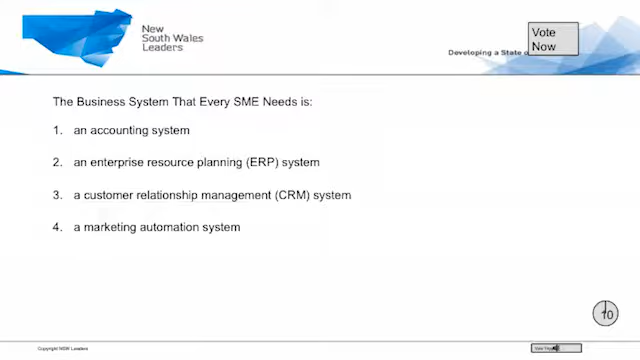 New
South Wales
Leaders
Vote
Now
Developing a State o
The Business System That Every SME Needs is:
1. an accounting system
2. an enterprise resource planning (ERP) system
3. a customer relationship management (CRM) system
4. a marketing automation system
10
Copyright NSW Leaders
Vote